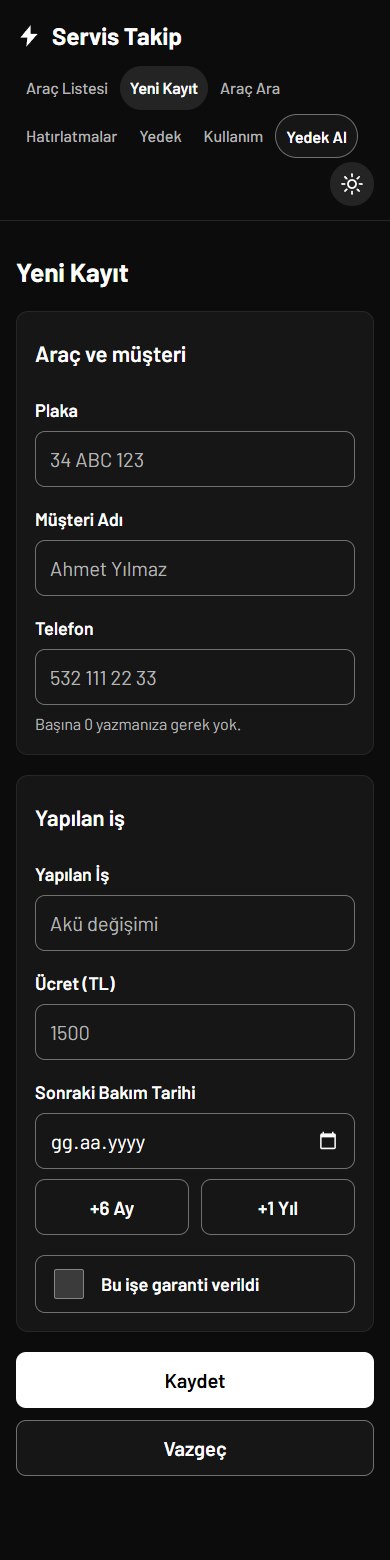 Servis Takip
Araç Listesi Yeni Kayıt Araç Ara
Hatırlatmalar Yedek Kullanım Yedek Al
Yeni Kayıt
Araç ve müşteri
Plaka
34 ABC 123
Müşteri Adı
Ahmet Yılmaz
Telefon
532 111 22 33
Başına 0 yazmanıza gerek yok.
Yapılan iş
Yapılan İş
Akü değişimi
Ücret (TL)
1500
Sonraki Bakım Tarihi
gg.aa.yyyy
+6 Ay +1 Yıl
Bu işe garanti verildi
Kaydet
Vazgeç